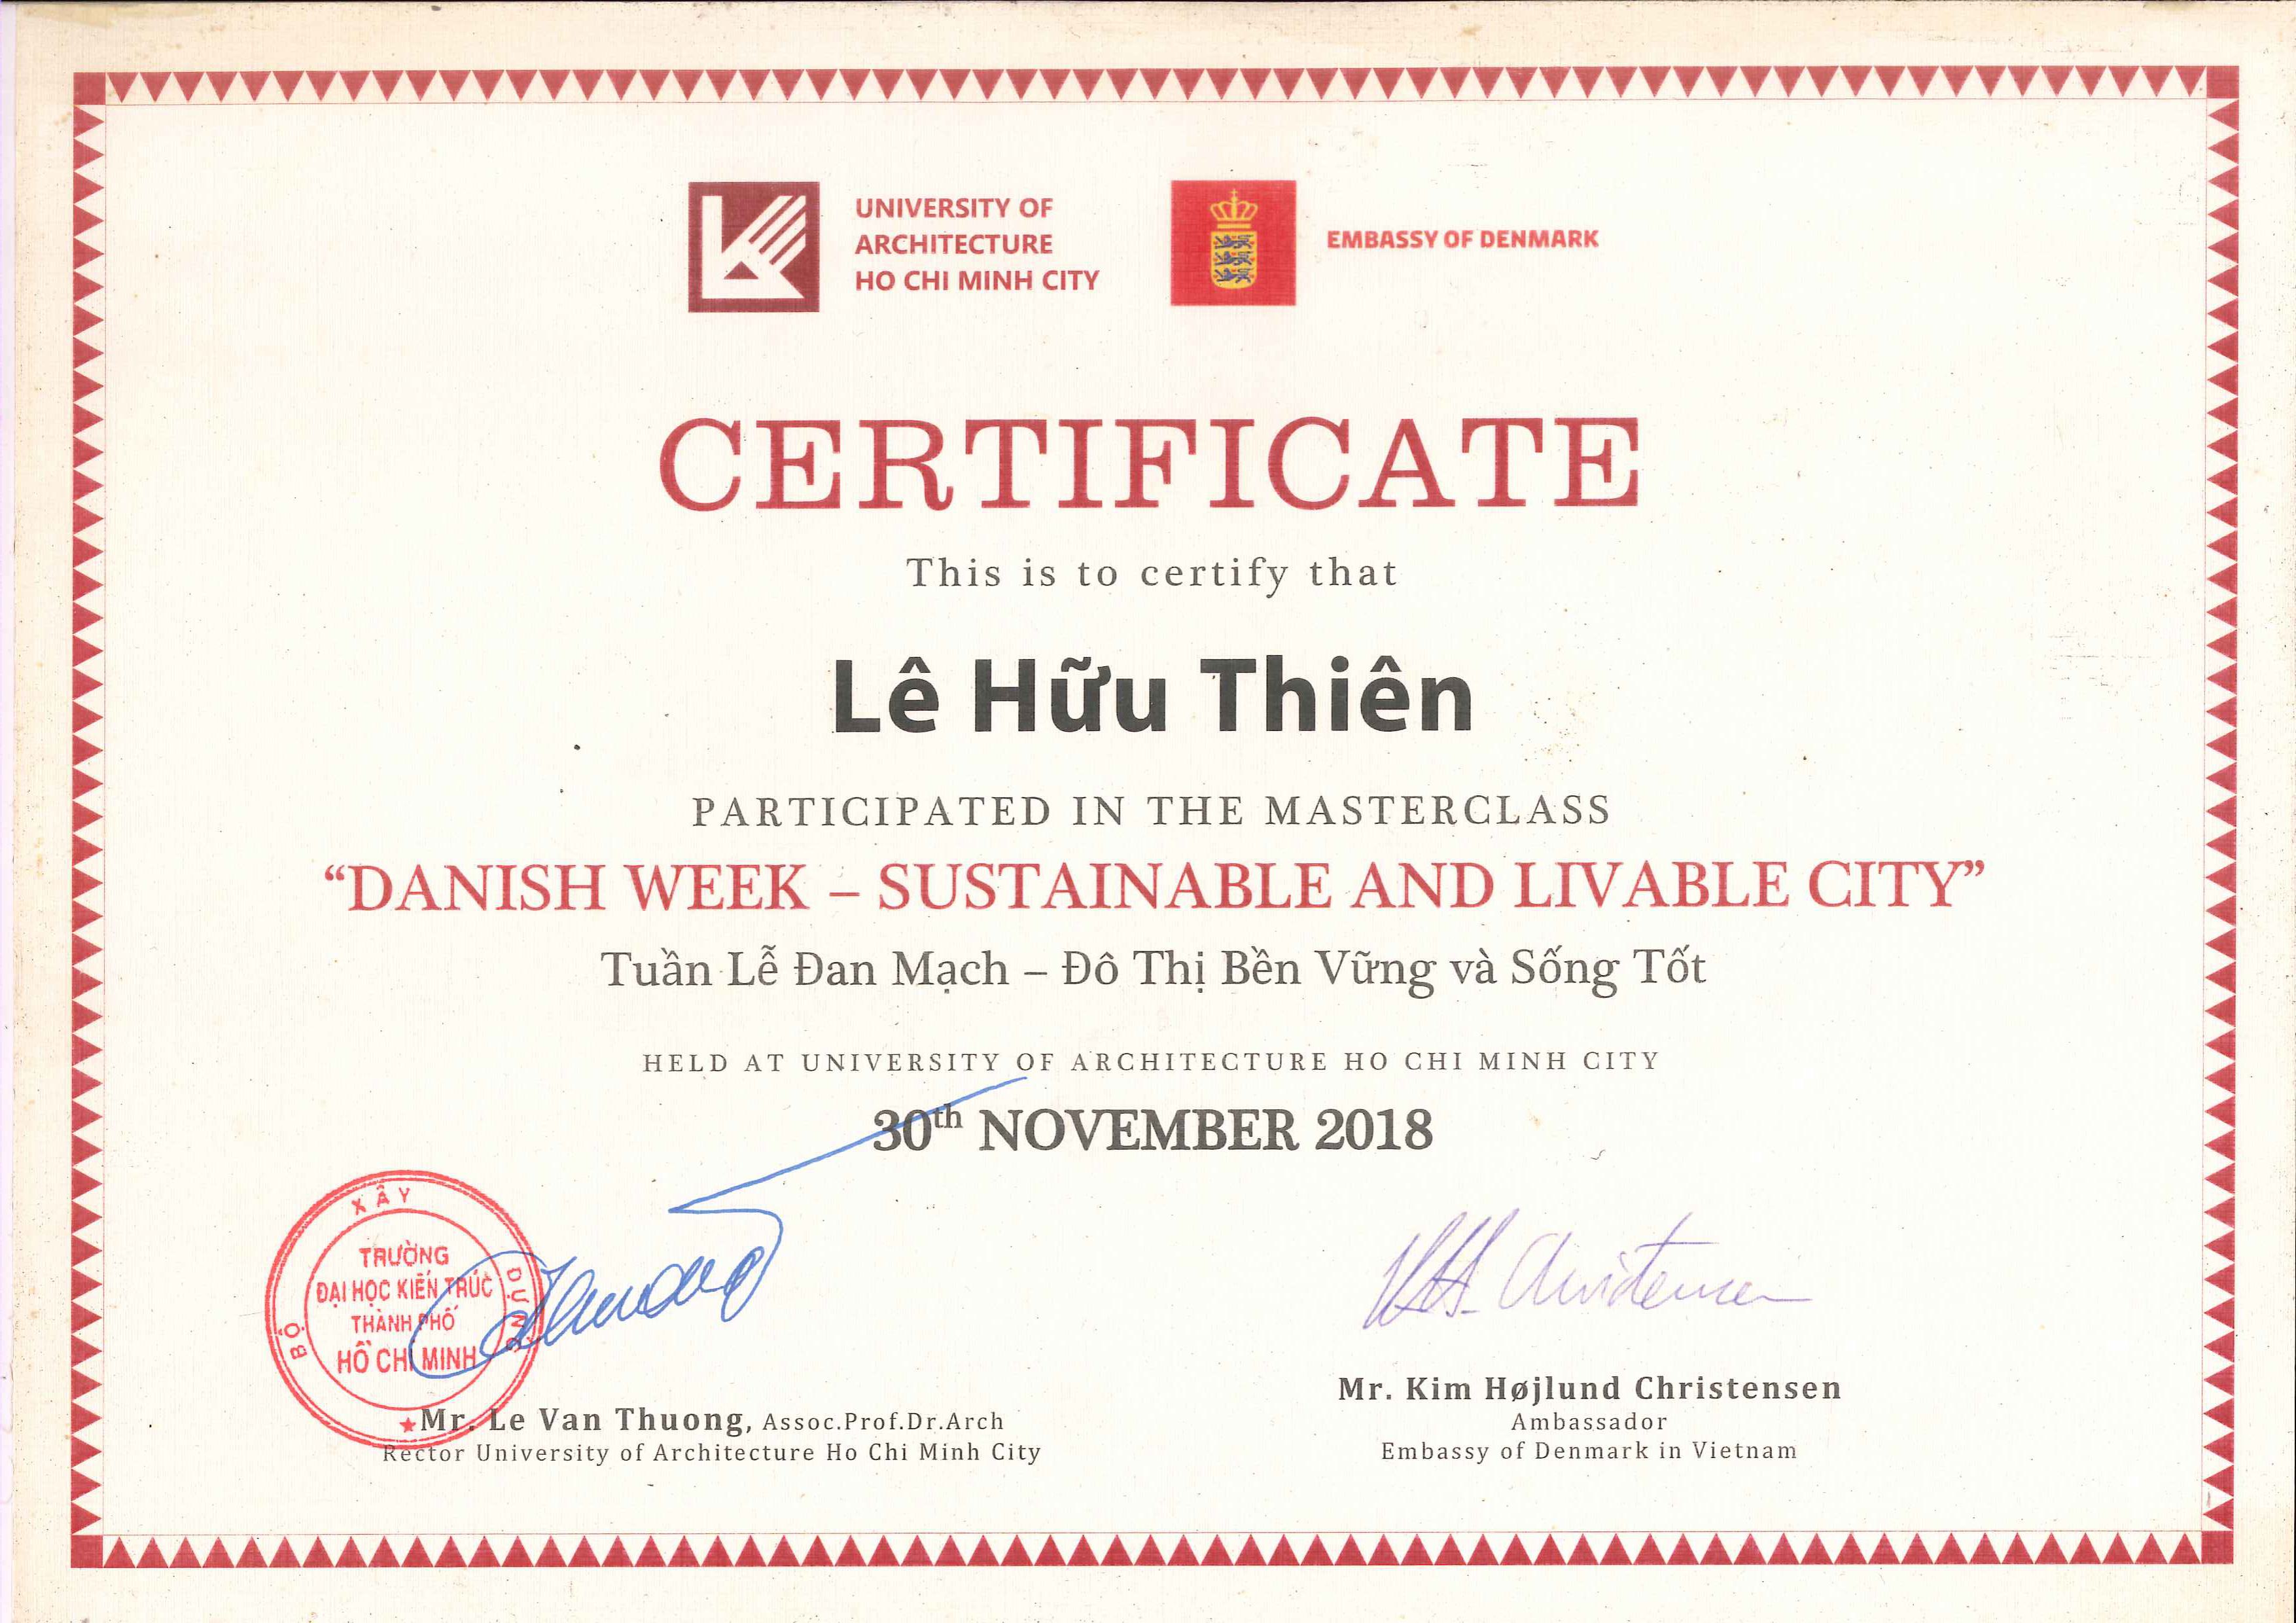 UNIVERSITY OF
ARCHITECTURE
HO CHI MINH CITY
EMBASSY OF DENMARK
CERTIFICATE
This is to certify that
Lê Hữu Thiên
PARTICIPATED IN THE MASTERCLASS
“DANISH WEEK – SUSTAINABLE AND LIVABLE CITY”
Tuần Lễ Đan Mạch – Đô Thị Bền Vững và Sống Tốt
HELD AT UNIVERSITY OF ARCHITECTURE HO CHI MINH CITY
30th NOVEMBER 2018
BỘ XÂY DỰNG
TRƯỜNG
ĐẠI HỌC KIẾN TRÚC
THÀNH PHỐ
HỒ CHÍ MINH
Mr. Le Van Thuong, Assoc.Prof.Dr.Arch
Rector University of Architecture Ho Chi Minh City
Mr. Kim Højlund Christensen
Ambassador
Embassy of Denmark in Vietnam